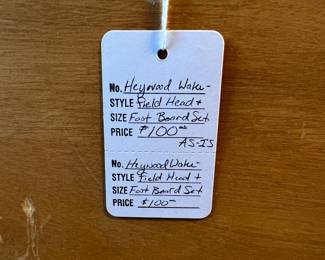 No. Heywood Wake-
STYLE Field Head +
SIZE Foot Board Set
PRICE $100.00
AS-IS
No. Heywood Wake-
STYLE Field Head +
SIZE Foot Board Set
PRICE $100-